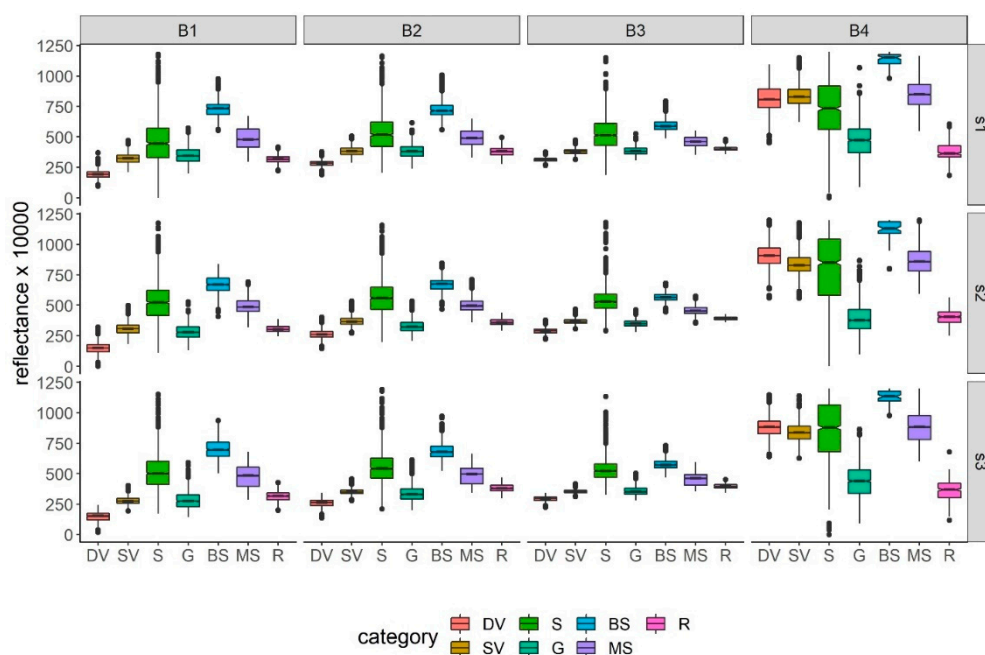 B1 B2 B3 B4
reflectance x 10000
1250
1000
750
500
250
0
s1
1250
1000
750
500
250
0
s2
1250
1000
750
500
250
0
s3
DV SV S G BS MS R DV SV S G BS MS R DV SV S G BS MS R DV SV S G BS MS R
category
DV S BS R
SV G MS